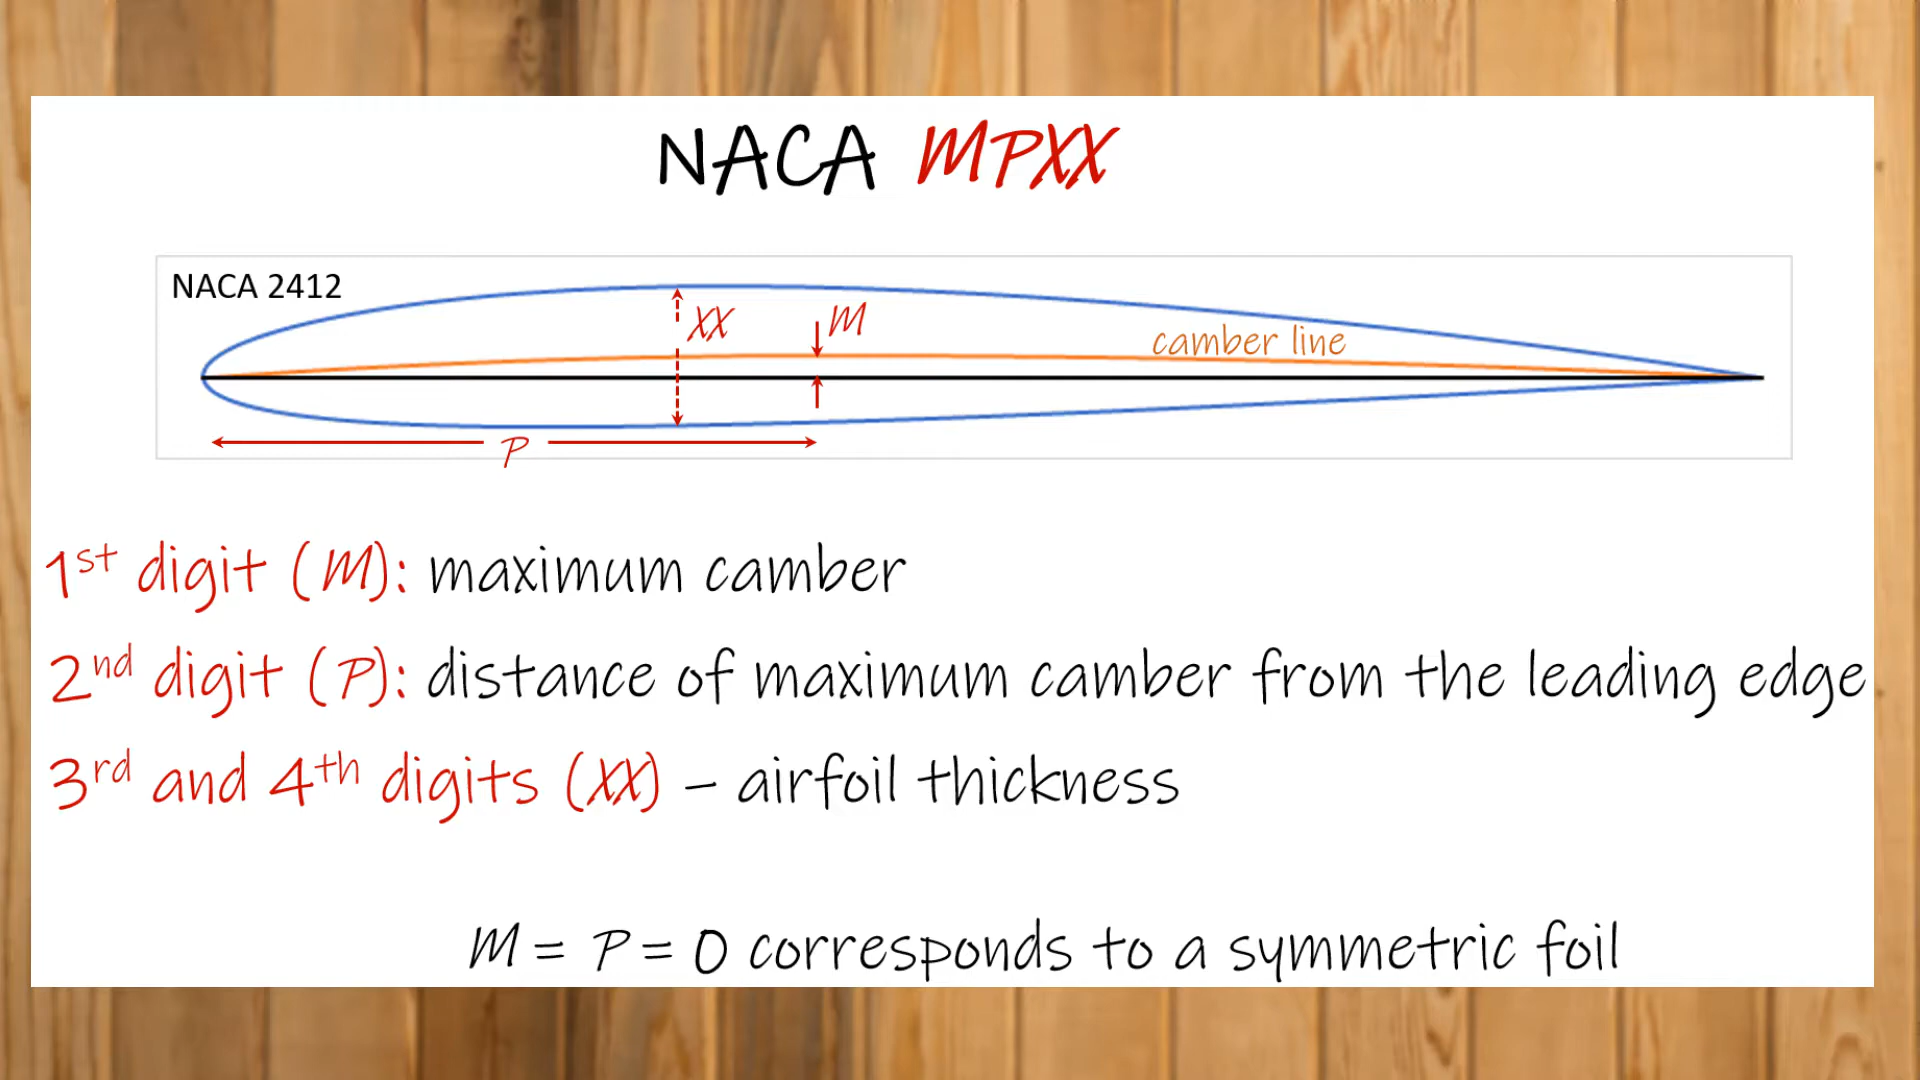 NACA MPXX
NACA 2412
XX
M
camber line
P
1st digit (M): maximum camber
2nd digit (P): distance of maximum camber from the leading edge
3rd and 4th digits (XX) – airfoil thickness
M = P = 0 corresponds to a symmetric foil